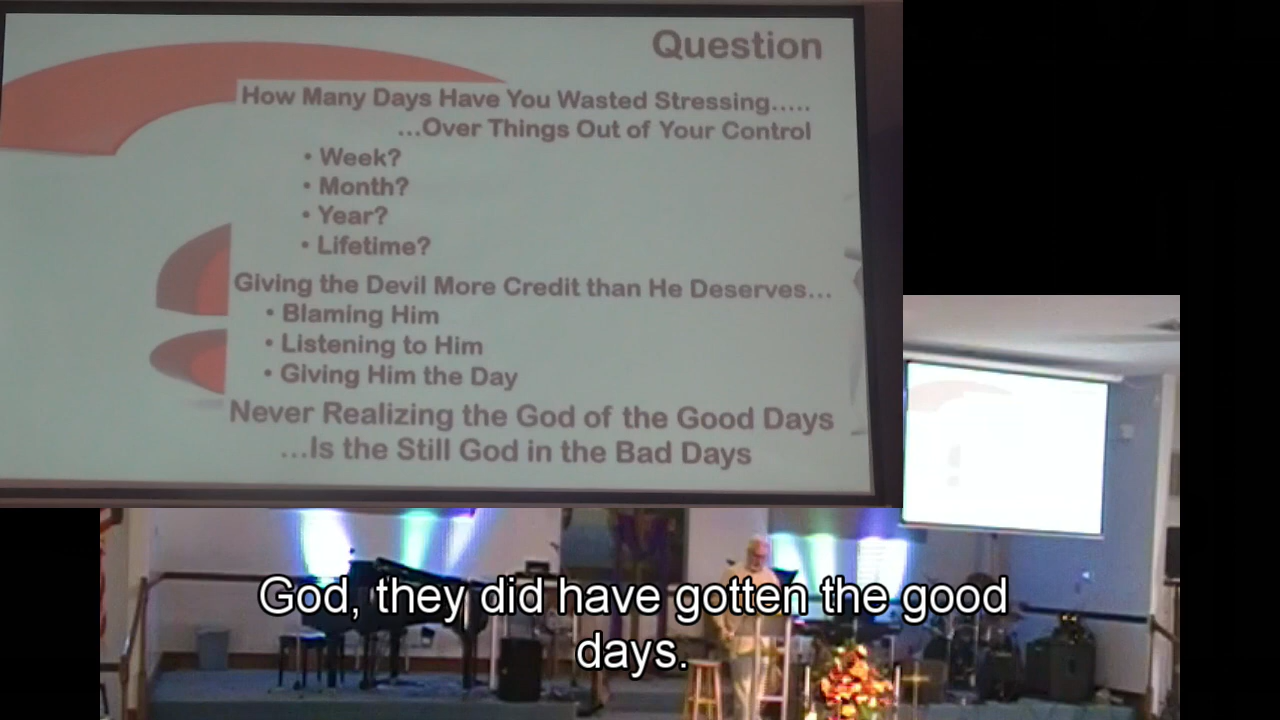 Question
How Many Days Have You Wasted Stressing.....
...Over Things Out of Your Control
• Week?
• Month?
• Year?
• Lifetime?
Giving the Devil More Credit than He Deserves...
• Blaming Him
• Listening to Him
• Giving Him the Day
Never Realizing the God of the Good Days
...Is the Still God in the Bad Days
God, they did have gotten the good
days.